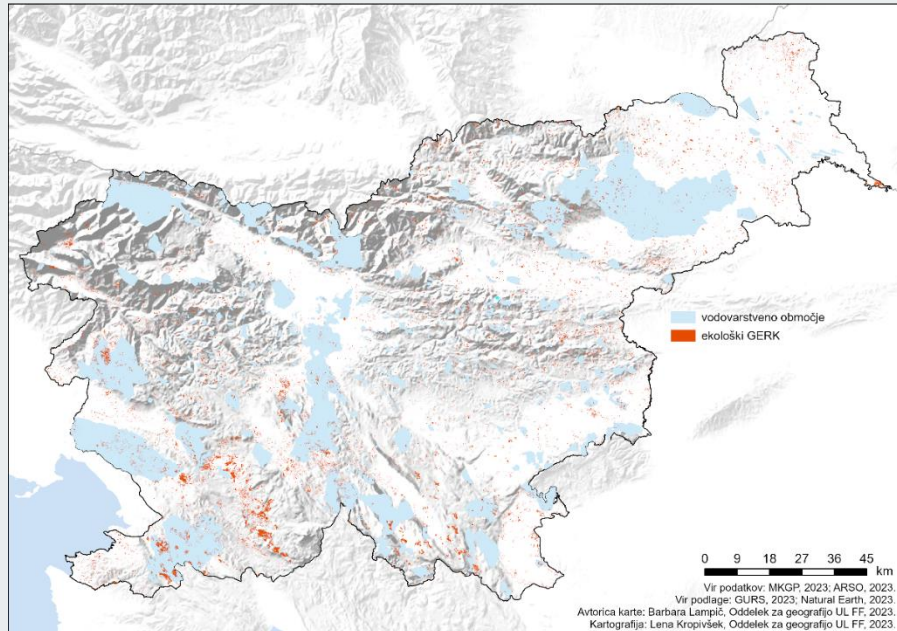 vodovarstveno območje
ekološki GERK
0 9 18 27 36 45
km
Vir podatkov: MKGP, 2023; ARSO, 2023.
Vir podlage: GURS, 2023; Natural Earth, 2023.
Avtorica karte: Barbara Lampič, Oddelek za geografijo UL FF, 2023.
Kartografija: Lena Kropivšek, Oddelek za geografijo UL FF, 2023.